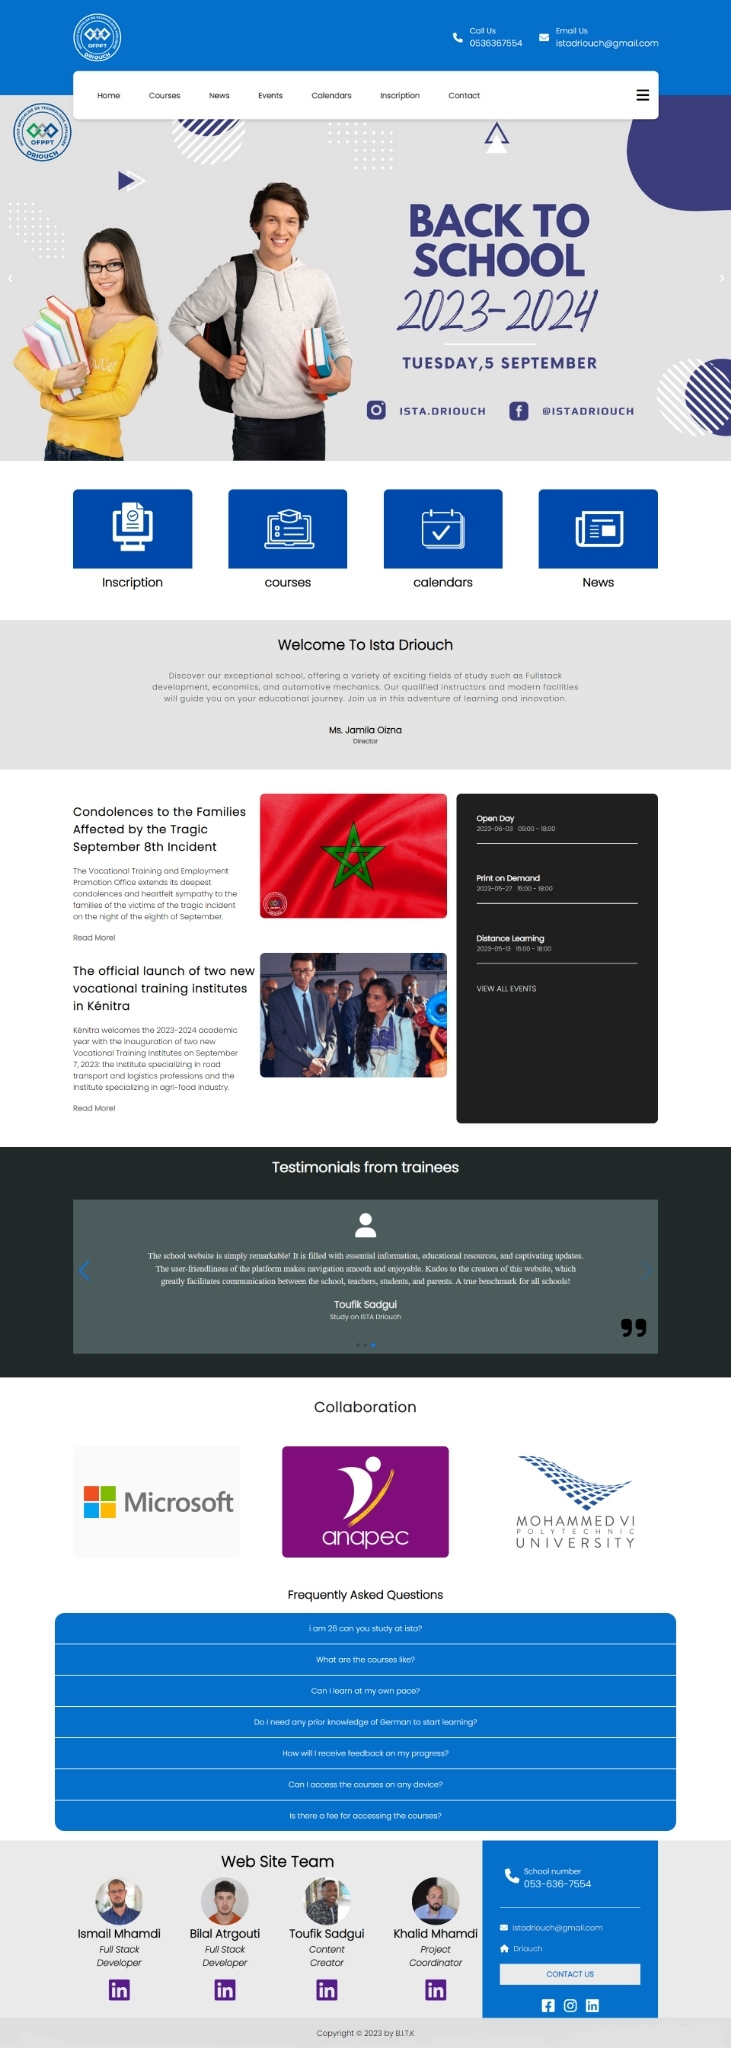 OFPPT
DRIOUCH
Call Us
0536367554
Email Us
istadriouch@gmail.com
Home Courses News Events Calendars Inscription Contact
OFPPT
DRIOUCH
BACK TO
SCHOOL
2023-2024
TUESDAY,5 SEPTEMBER
ISTA.DRIOUCH @ISTADRIOUCH
Inscription courses calendars News
Welcome To Ista Driouch
Discover our exceptional school, offering a variety of exciting fields of study such as Fullstack
development, economics, and automotive mechanics. Our qualified instructors and modern facilities
will guide you on your educational journey. Join us in this adventure of learning and innovation.
Ms. Jamila Oizna
Director
Condolences to the Families
Affected by the Tragic
September 8th Incident
The Vocational Training and Employment
Promotion Office extends its deepest
condolences and heartfelt sympathy to the
families of the victims of the tragic incident
on the night of the eighth of September.
Read More!
The official launch of two new
vocational training institutes
in Kénitra
Kénitra welcomes the 2023-2024 academic
year with the inauguration of two new
Vocational Training Institutes on September
7, 2023: the Institute specializing in road
transport and logistics professions and the
Institute specializing in agri-food industry.
Read More!
Open Day
2023-06-03 09:00 - 18:00
Print on Demand
2023-05-27 15:00 - 18:00
Distance Learning
2023-05-13 15:00 - 18:00
VIEW ALL EVENTS
Testimonials from trainees
The school website is simply remarkable! It is filled with essential information, educational resources, and captivating updates.
The user-friendliness of the platform makes navigation smooth and enjoyable. Kudos to the creators of this website, which
greatly facilitates communication between the school, teachers, students, and parents. A true benchmark for all schools!
Toufik Sadgui
Study on ISTA Driouch
Collaboration
Microsoft
anapec
MOHAMMED VI
POLYTECHNIC
UNIVERSITY
Frequently Asked Questions
i am 26 can you study at ista?
What are the courses like?
Can I learn at my own pace?
Do I need any prior knowledge of German to start learning?
How will I receive feedback on my progress?
Can I access the courses on any device?
Is there a fee for accessing the courses?
Web Site Team
Ismail Mhamdi
Full Stack
Developer
Bilal Atrgouti
Full Stack
Developer
Toufik Sadgui
Content
Creator
Khalid Mhamdi
Project
Coordinator
School number
053-636-7554
istadriouch@gmail.com
Driouch
CONTACT US
Copyright © 2023 by B.I.T.K